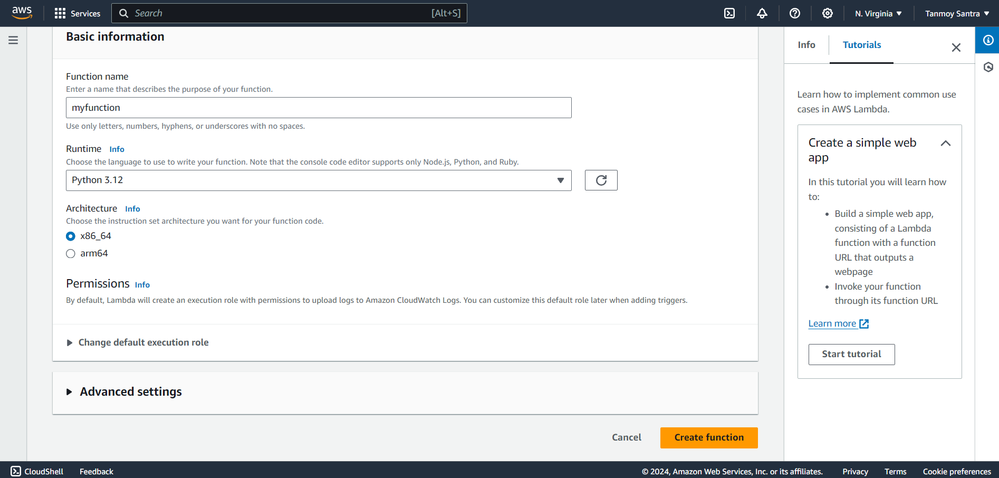 aws
Services
Search
[Alt+S]
N. Virginia
Tanmoy Santra
Basic information
Function name
Enter a name that describes the purpose of your function.
myfunction
Use only letters, numbers, hyphens, or underscores with no spaces.
Runtime Info
Choose the language to use to write your function. Note that the console code editor supports only Node.js, Python, and Ruby.
Python 3.12
Architecture Info
Choose the instruction set architecture you want for your function code.
x86_64
arm64
Permissions Info
By default, Lambda will create an execution role with permissions to upload logs to Amazon CloudWatch Logs. You can customize this default role later when adding triggers.
Change default execution role
Advanced settings
Cancel
Create function
Info
Tutorials
Learn how to implement common use
cases in AWS Lambda.
Create a simple web
app
In this tutorial you will learn how
to:
• Build a simple web app,
consisting of a Lambda
function with a function
URL that outputs a
webpage
• Invoke your function
through its function URL
Learn more
Start tutorial
CloudShell
Feedback
© 2024, Amazon Web Services, Inc. or its affiliates.
Privacy
Terms
Cookie preferences